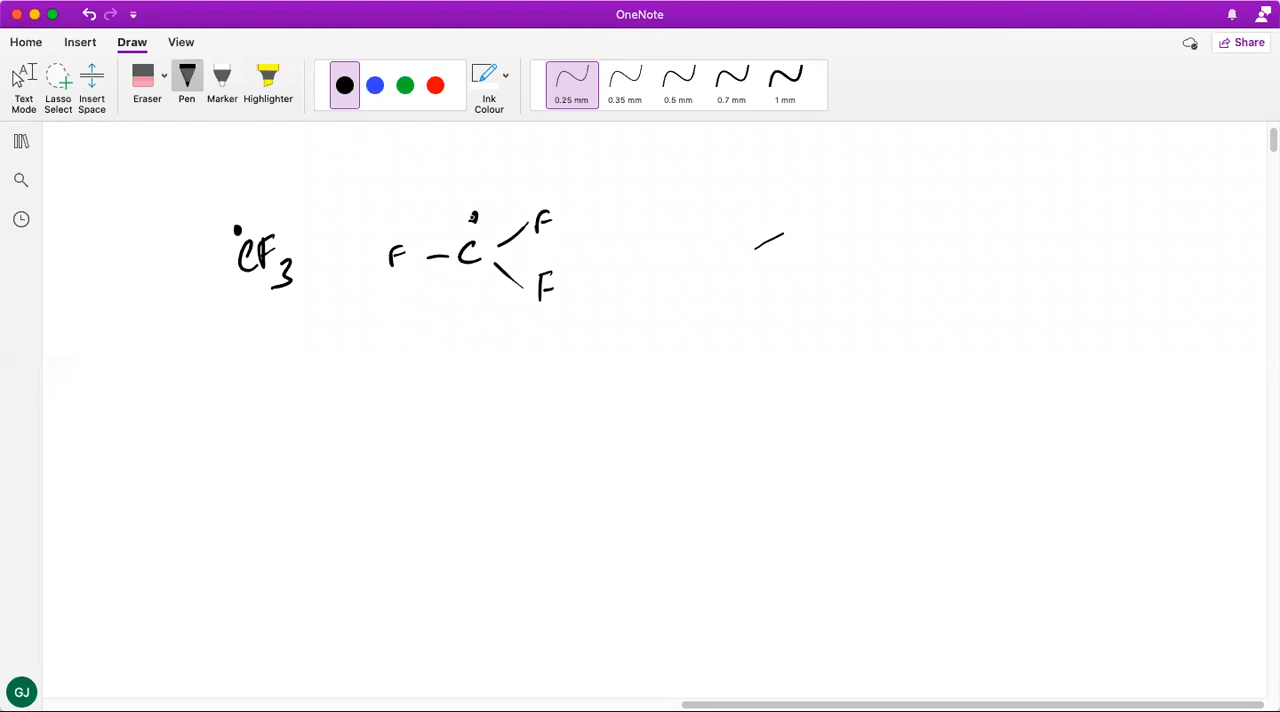 OneNote
Home Insert Draw View
Share
Text Mode
Lasso Select
Insert Space
Eraser
Pen
Marker
Highlighter
Ink Colour
0.25 mm
0.35 mm
0.5 mm
0.7 mm
1 mm
•CF3
F – C
F
F
GJ